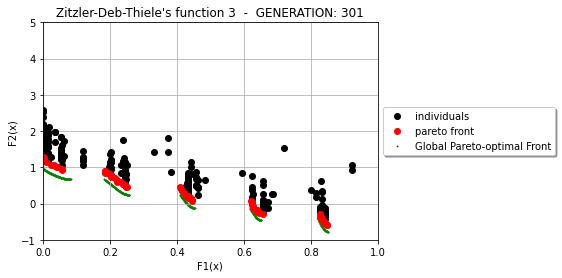 Zitzler-Deb-Thiele's function 3 - GENERATION: 301
5
4
3
2
1
0
−1
F2(x)
0.0 0.2 0.4 0.6 0.8 1.0
F1(x)
individuals
pareto front
Global Pareto-optimal Front